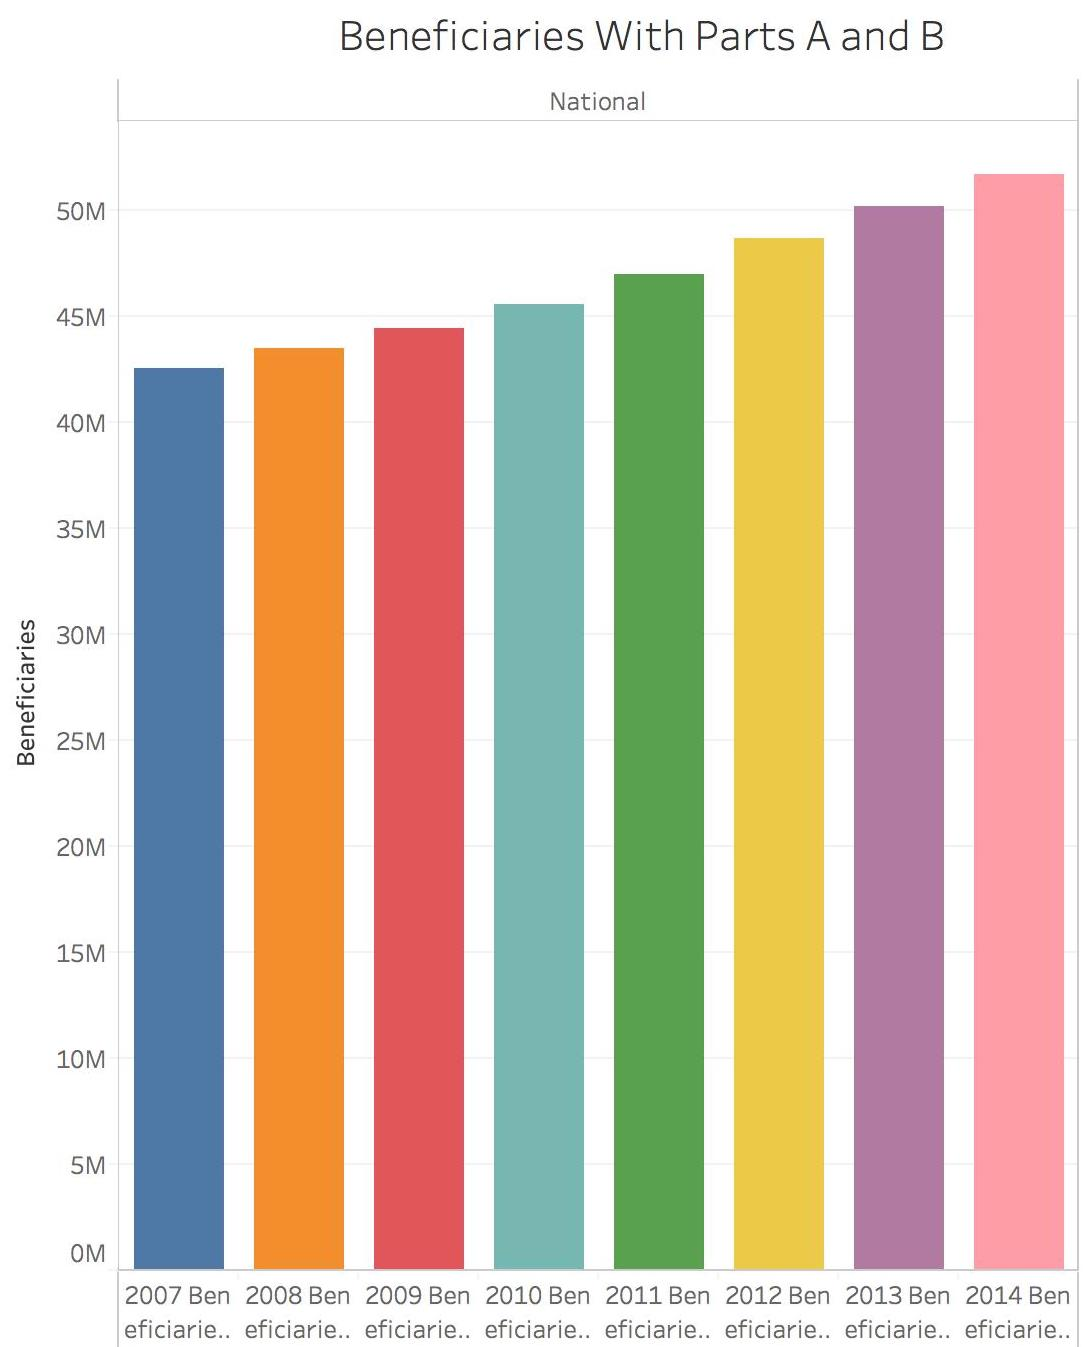 Beneficiaries With Parts A and B
National
50M
45M
40M
35M
30M
25M
20M
15M
10M
5M
0M
Beneficiaries
2007 Ben
eficiarie..
2008 Ben
eficiarie..
2009 Ben
eficiarie..
2010 Ben
eficiarie..
2011 Ben
eficiarie..
2012 Ben
eficiarie..
2013 Ben
eficiarie..
2014 Ben
eficiarie..